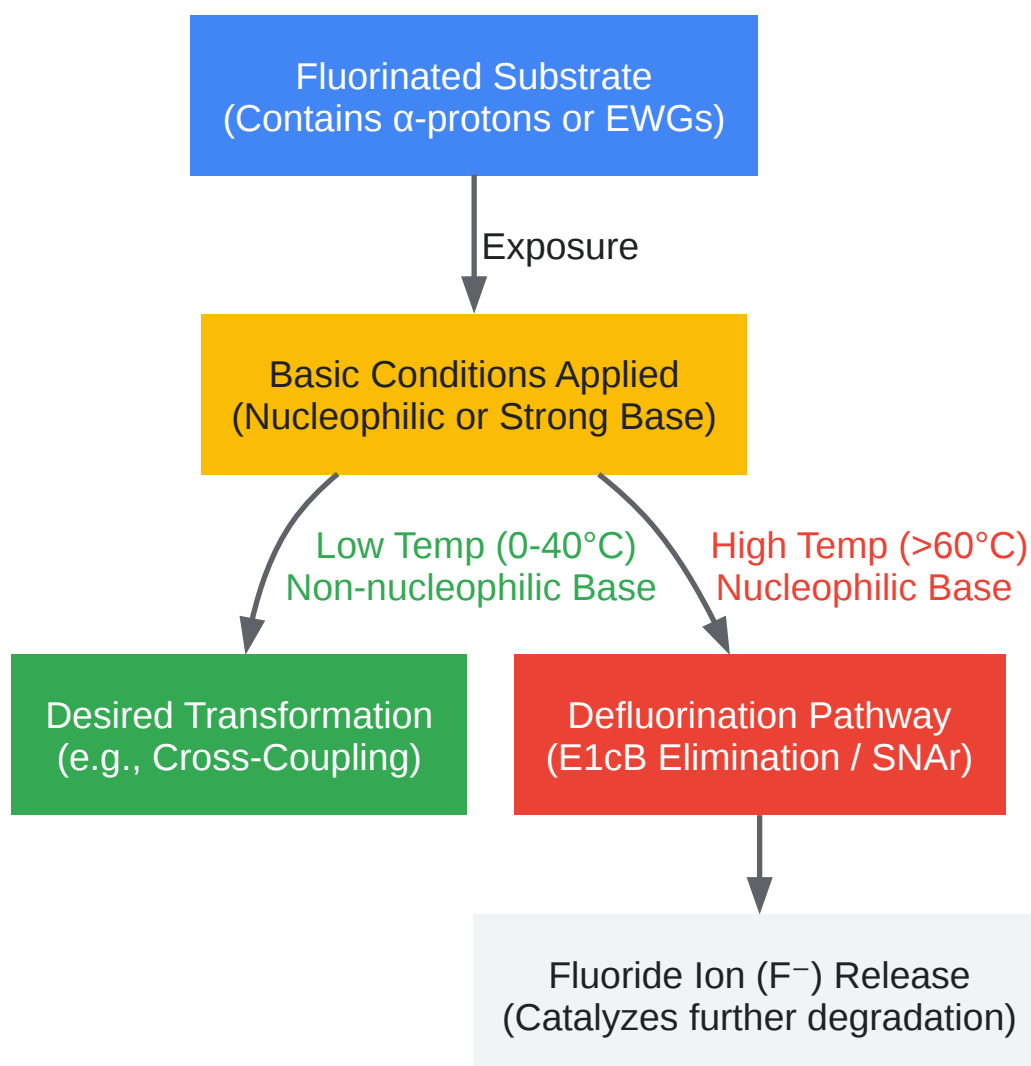 Fluorinated Substrate
(Contains α-protons or EWGs)
Exposure
Basic Conditions Applied
(Nucleophilic or Strong Base)
Low Temp (0-40°C)
Non-nucleophilic Base
High Temp (>60°C)
Nucleophilic Base
Desired Transformation
(e.g., Cross-Coupling)
Defluorination Pathway
(E1cB Elimination / SNAr)
Fluoride Ion (F⁻) Release
(Catalyzes further degradation)